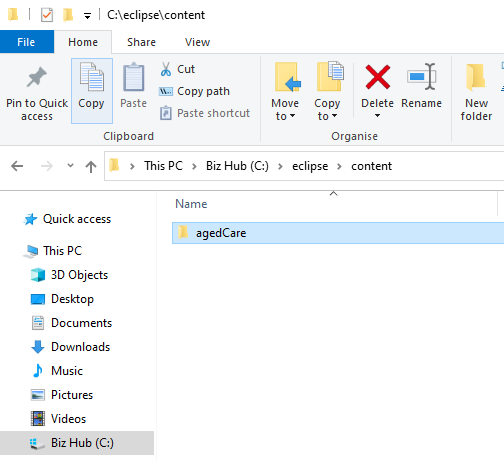 C:\eclipse\content
File Home Share View
Pin to Quick access
Copy
Paste
Cut
Copy path
Paste shortcut
Clipboard
Move to
Copy to
Delete
Rename
Organise
New folder
This PC > Biz Hub (C:) > eclipse > content
Name
agedCare
Quick access
This PC
3D Objects
Desktop
Documents
Downloads
Music
Pictures
Videos
Biz Hub (C:)